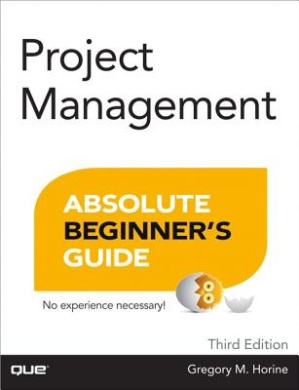 Project
Management
ABSOLUTE
BEGINNER'S
GUIDE
No experience necessary!
Third Edition
que®
Gregory M. Horine